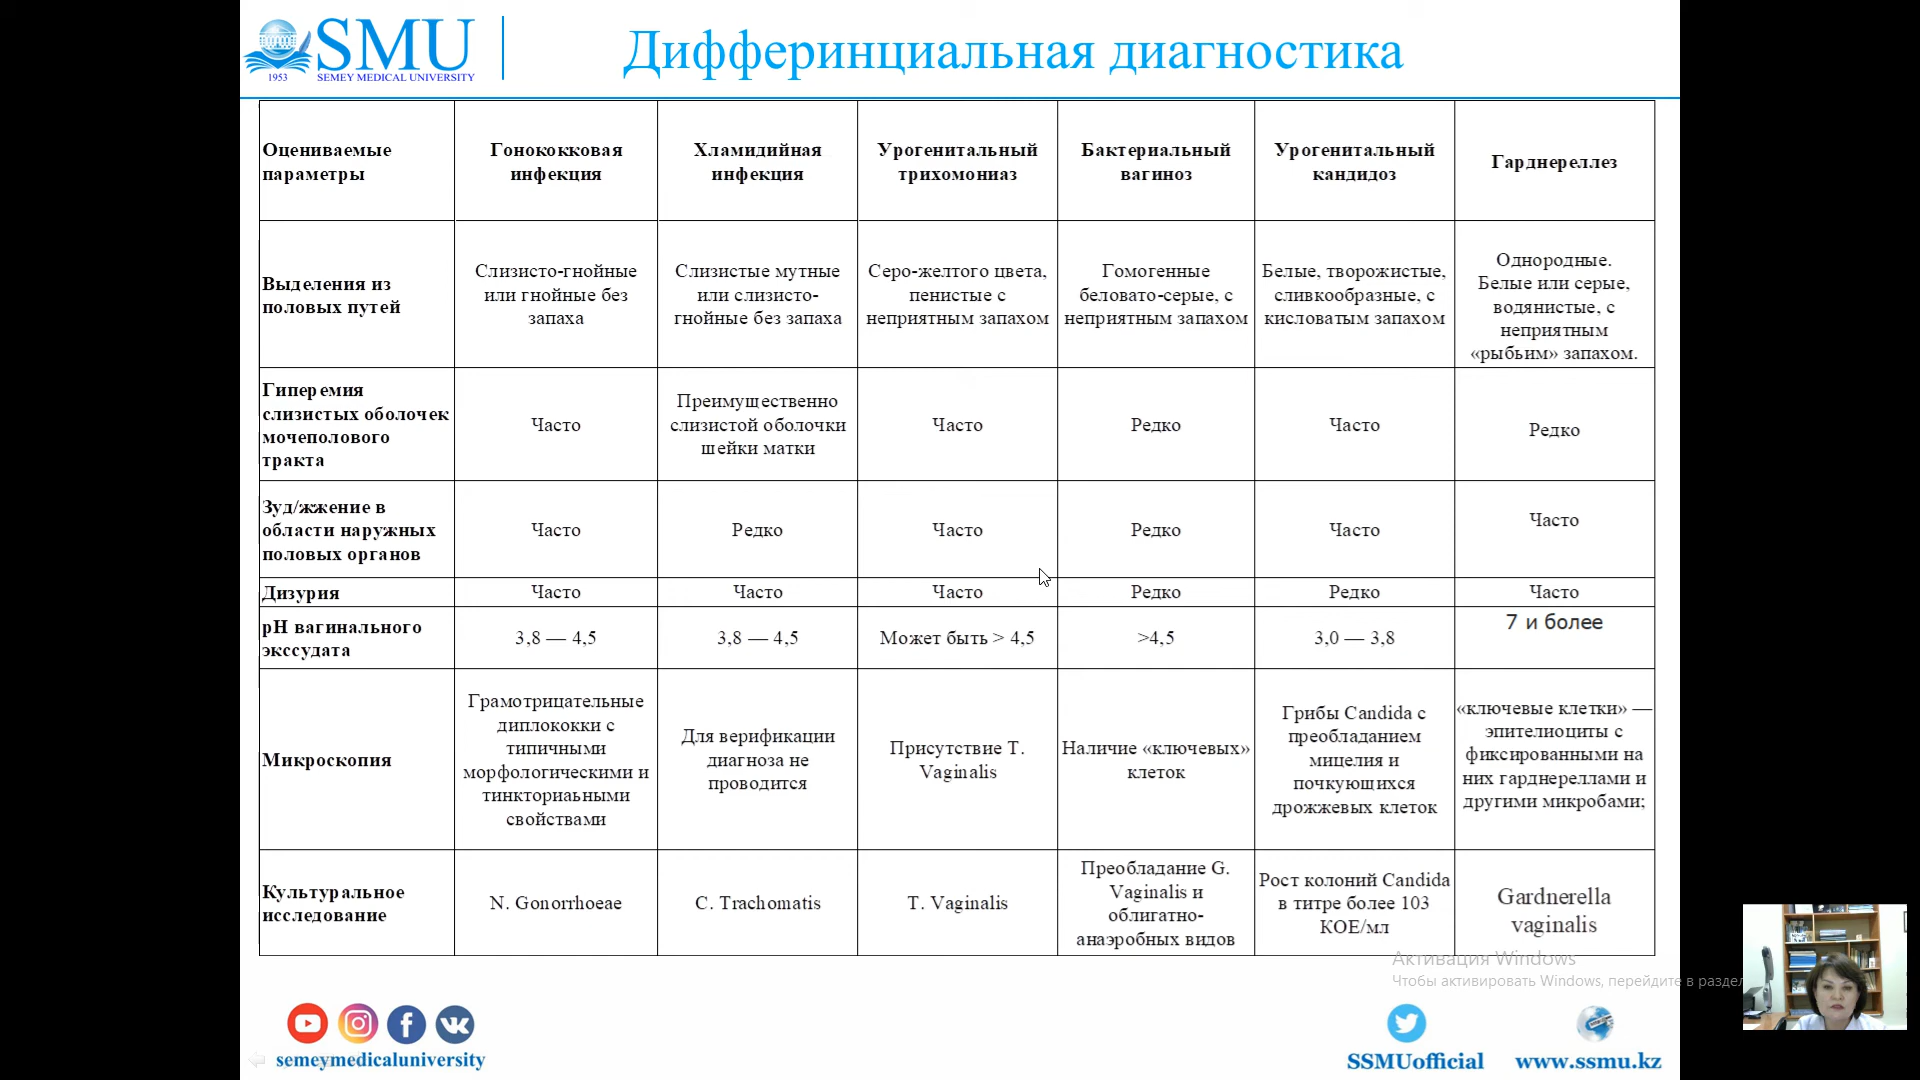 SMU
1953
SEMEY MEDICAL UNIVERSITY
Дифферинциальная диагностика
Оцениваемые
параметры
Гонококковая
инфекция
Хламидийная
инфекция
Урогенитальный
трихомониаз
Бактериальный
вагиноз
Урогенитальный
кандидоз
Гарднереллез
Выделения из
половых путей
Слизисто-гнойные
или гнойные без
запаха
Слизистые мутные
или слизисто-
гнойные без запаха
Серо-желтого цвета,
пенистые с
неприятным запахом
Гомогенные
беловато-серые, с
неприятным запахом
Белые, творожистые,
сливкообразные, с
кисловатым запахом
Однородные.
Белые или серые,
водянистые, с
неприятным
«рыбьим» запахом.
Гиперемия
слизистых оболочек
мочеполового
тракта
Часто
Преимущественно
слизистой оболочки
шейки матки
Часто
Редко
Часто
Редко
Зуд/жжение в
области наружных
половых органов
Часто
Редко
Часто
Редко
Часто
Часто
Дизурия
Часто
Часто
Часто
Редко
Редко
Часто
pH вагинального
экссудата
3,8 — 4,5
3,8 — 4,5
Может быть > 4,5
>4,5
3,0 — 3,8
7 и более
Микроскопия
Грамотрицательные
диплококки с
типичными
морфологическими и
тинкториаьными
свойствами
Для верификации
диагноза не
проводится
Присутствие T.
Vaginalis
Наличие «ключевых»
клеток
Грибы Candida с
преобладанием
мицелия и
почкующихся
дрожжевых клеток
«ключевые клетки» —
эпителиоциты с
фиксированными на
них гарднереллами и
другими микробами;
Культуральное
исследование
N. Gonorrhoeae
C. Trachomatis
T. Vaginalis
Преобладание G.
Vaginalis и
облигатно-
анаэробных видов
Рост колоний Candida
в титре более 103
КОЕ/мл
Gardnerella
vaginalis
Активация Windows
Чтобы активировать Windows, перейдите в раздел
semeymedicaluniversity
SSMUofficial
www.ssmu.kz